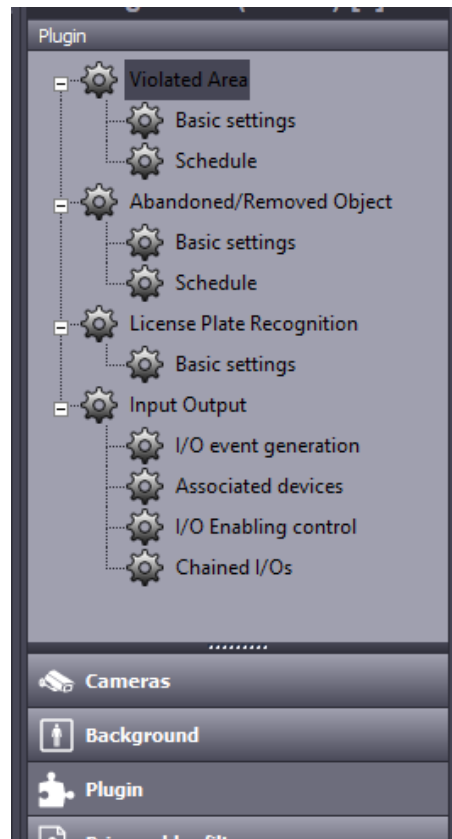 Plugin
Violated Area
Basic settings
Schedule
Abandoned/Removed Object
Basic settings
Schedule
License Plate Recognition
Basic settings
Input Output
I/O event generation
Associated devices
I/O Enabling control
Chained I/Os
Cameras
Background
Plugin